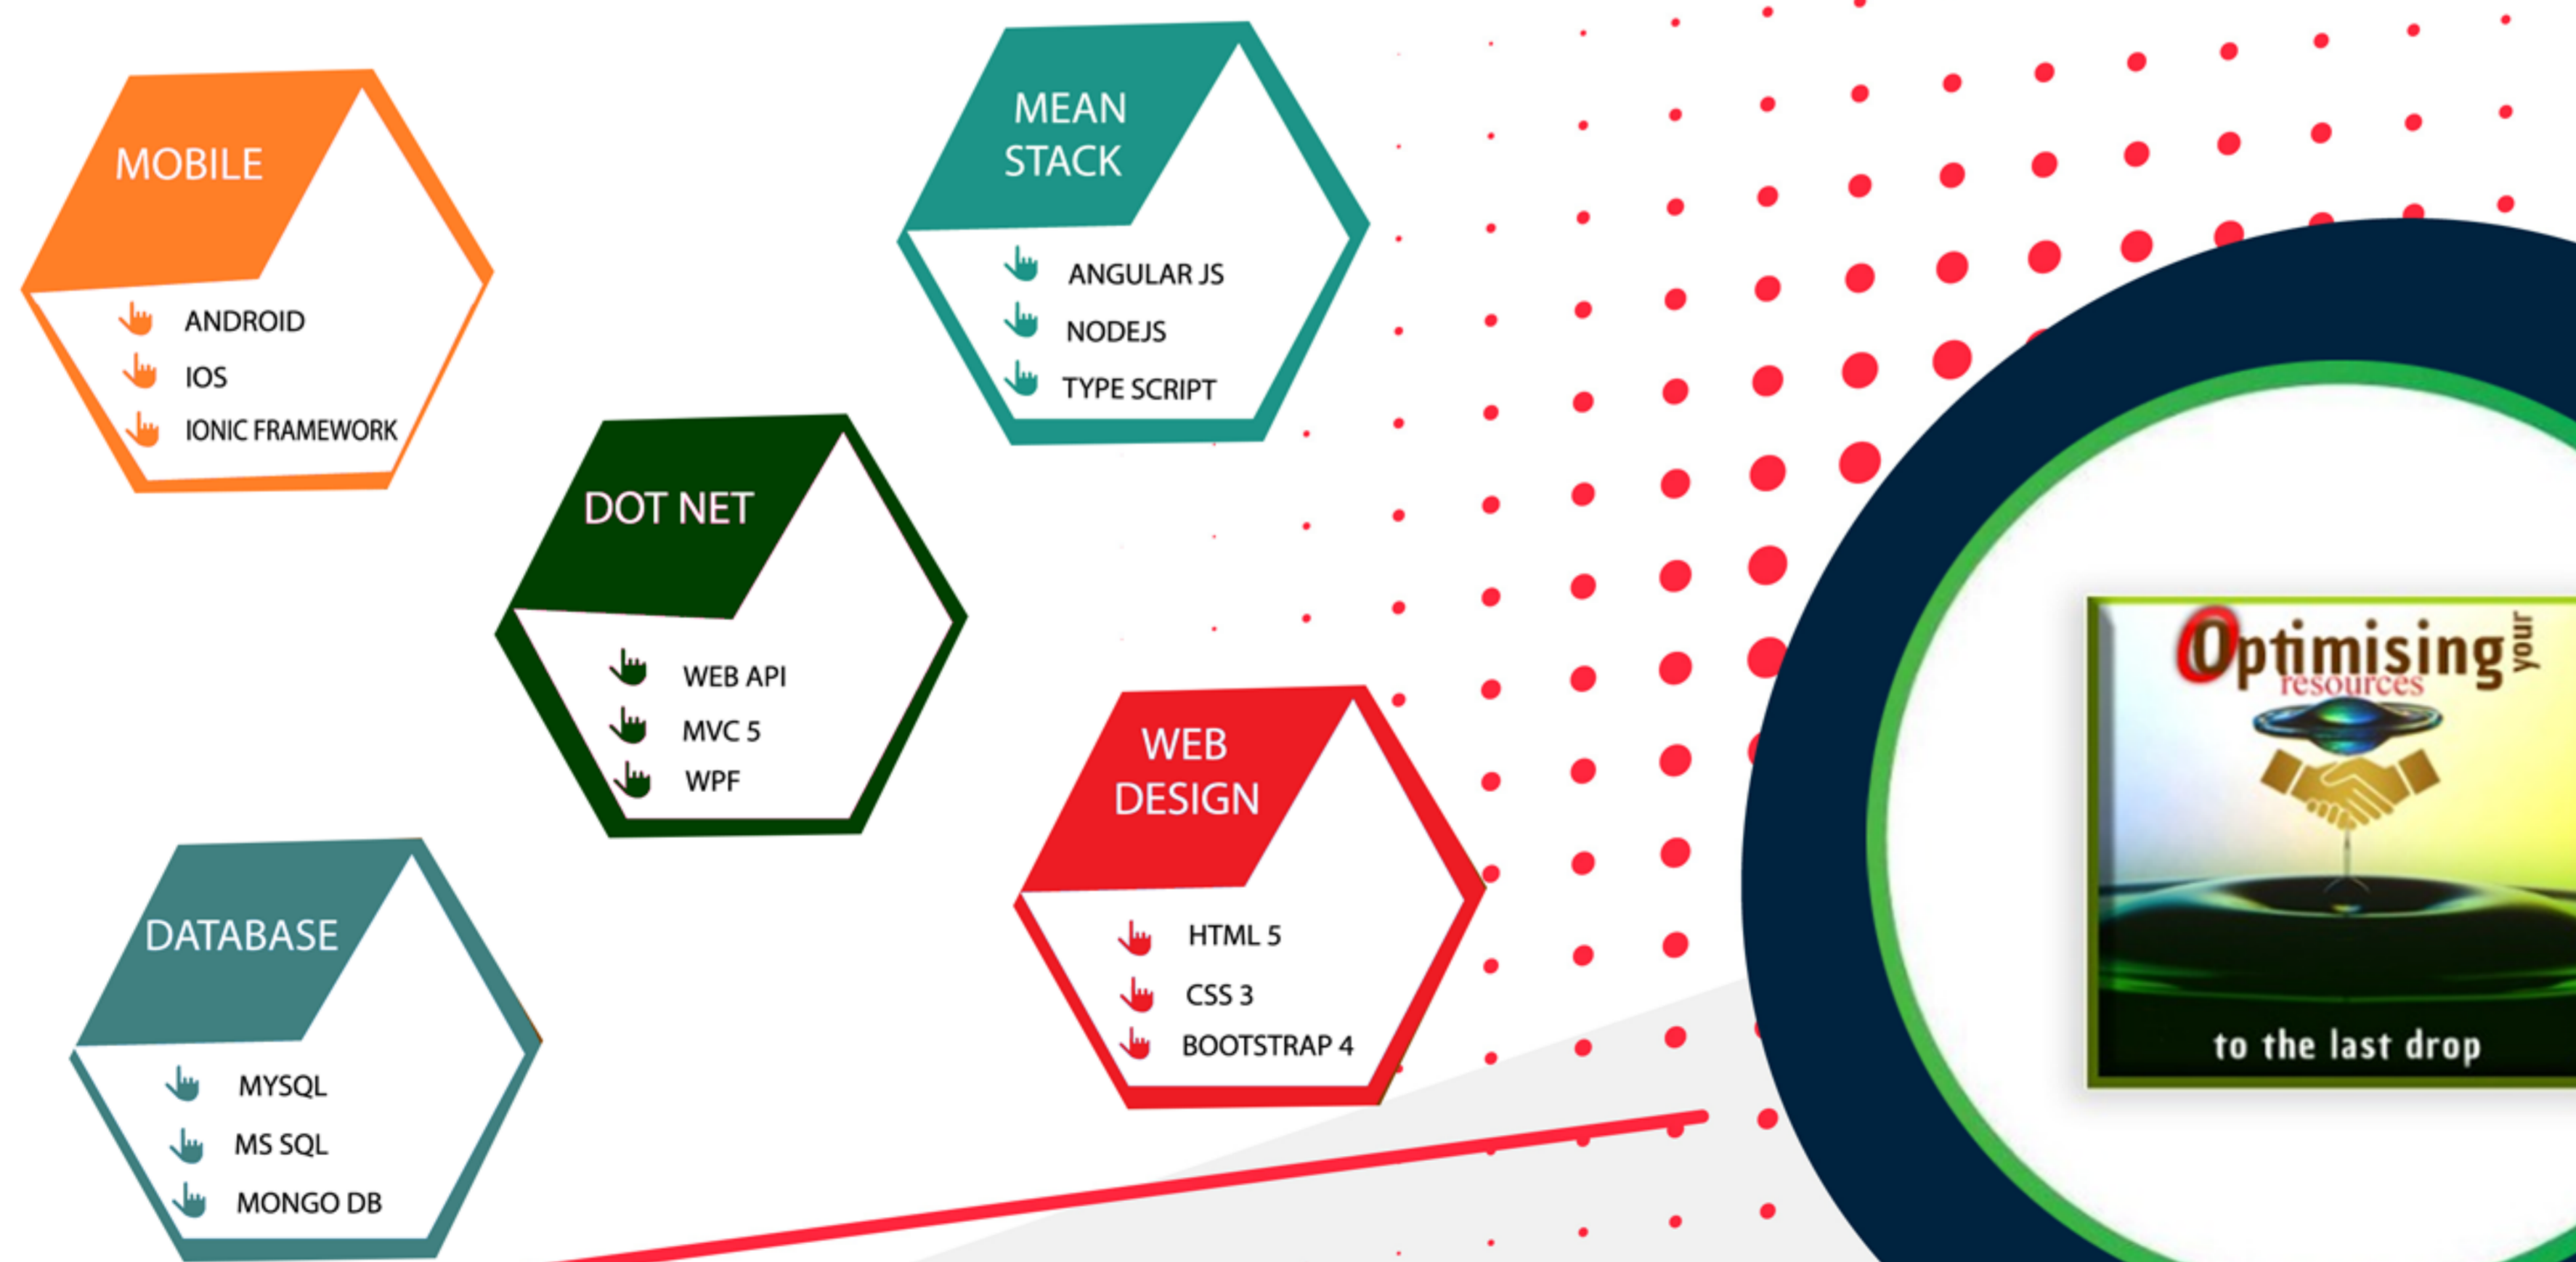 MOBILE
ANDROID
IOS
IONIC FRAMEWORK
MEAN
STACK
ANGULAR JS
NODEJS
TYPE SCRIPT
DOT NET
WEB API
MVC 5
WPF
WEB
DESIGN
HTML 5
CSS 3
BOOTSTRAP 4
DATABASE
MYSQL
MS SQL
MONGO DB
Optimising your
resources
to the last drop